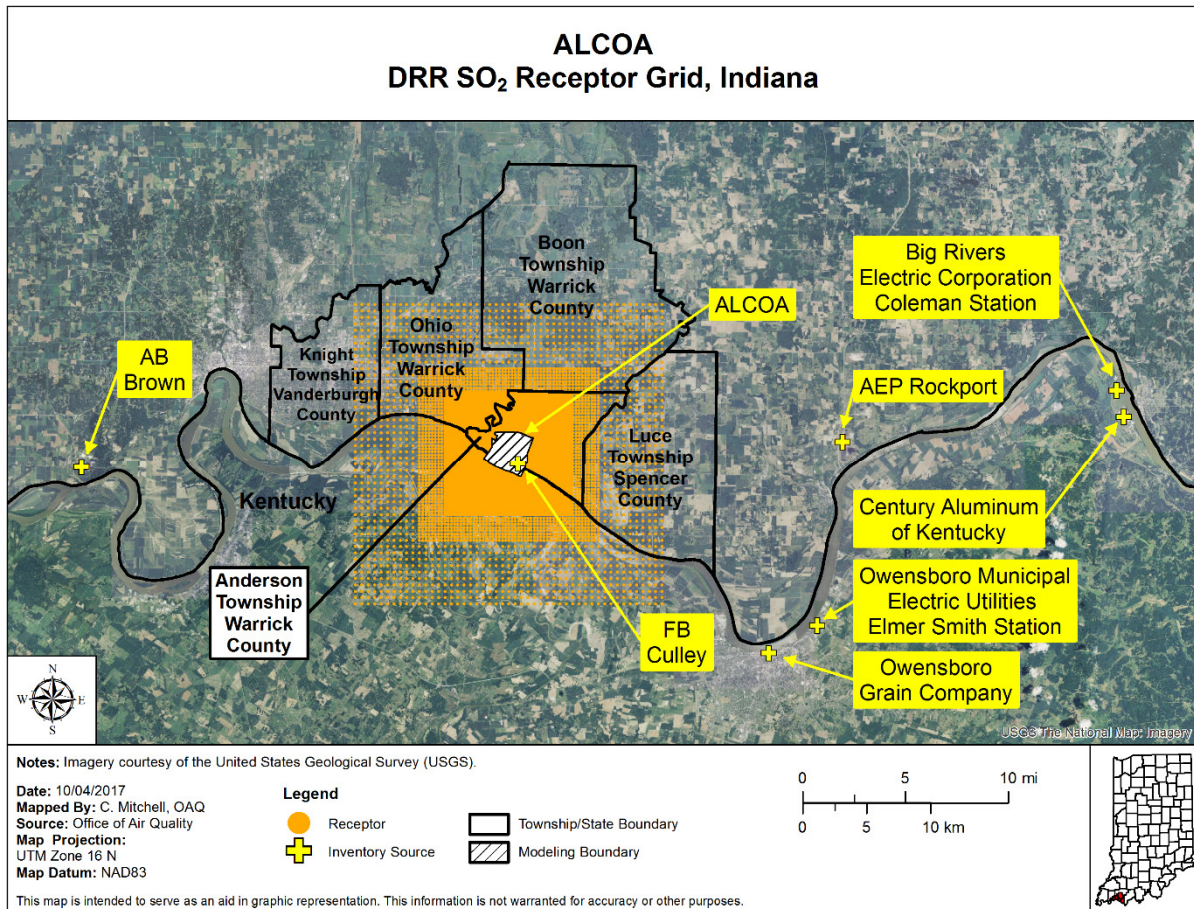 ALCOA
DRR SO₂ Receptor Grid, Indiana
Boon
Township
Warrick
County
Big Rivers
Electric Corporation
Coleman Station
ALCOA
Ohio
Township
Warrick
County
Knight
Township
Vanderburgh
County
AB
Brown
AEP Rockport
Luce
Township
Spencer
County
Kentucky
Century Aluminum
of Kentucky
Anderson
Township
Warrick
County
FB
Culley
Owensboro Municipal
Electric Utilities
Elmer Smith Station
Owensboro
Grain Company
N
W
E
S
USGS The National Map: Imagery
Notes: Imagery courtesy of the United States Geological Survey (USGS).
Date: 10/04/2017
Mapped By: C. Mitchell, OAQ
Source: Office of Air Quality
Map Projection:
UTM Zone 16 N
Map Datum: NAD83
Legend
Receptor
Inventory Source
Township/State Boundary
Modeling Boundary
0 5 10 mi
0 5 10 km
This map is intended to serve as an aid in graphic representation. This information is not warranted for accuracy or other purposes.